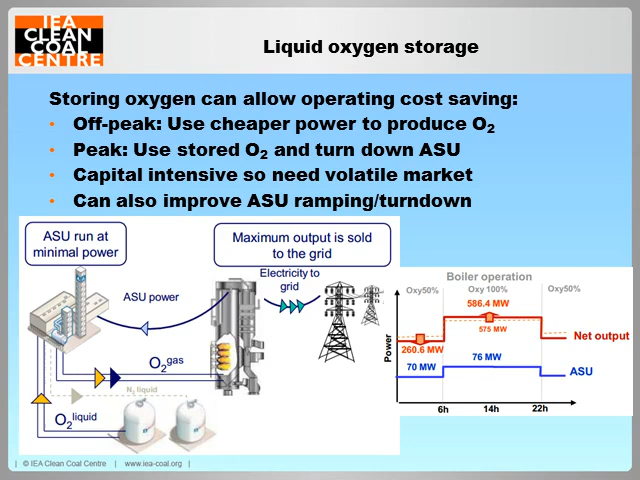 IEA
CLEAN
COAL
CENTRE
Liquid oxygen storage
Storing oxygen can allow operating cost saving:
• Off-peak: Use cheaper power to produce O₂
• Peak: Use stored O₂ and turn down ASU
• Capital intensive so need volatile market
• Can also improve ASU ramping/turndown
ASU run at
minimal power
Maximum output is sold
to the grid
Electricity to
grid
ASU power
O₂gas
N₂ liquid
O₂liquid
Boiler operation
Oxy50% Oxy 100% Oxy50%
586.4 MW
575 MW
Net output
260.6 MW
Power
70 MW 76 MW
ASU
6h 14h 22h
| © IEA Clean Coal Centre | www.iea-coal.org |